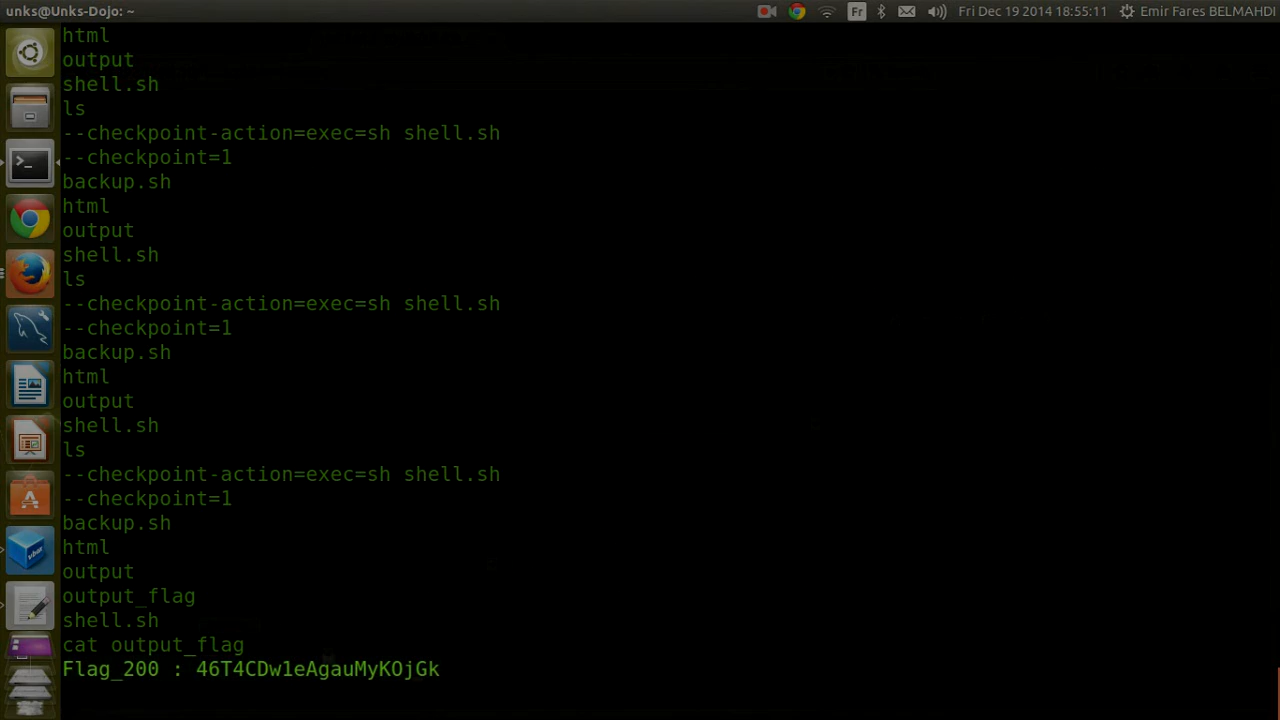 unks@Unks-Dojo: ~
Fr
Fri Dec 19 2014 18:55:11
Emir Fares BELMAHDI
html
output
shell.sh
ls
--checkpoint-action=exec=sh shell.sh
--checkpoint=1
backup.sh
html
output
shell.sh
ls
--checkpoint-action=exec=sh shell.sh
--checkpoint=1
backup.sh
html
output
shell.sh
ls
--checkpoint-action=exec=sh shell.sh
--checkpoint=1
backup.sh
html
output
output_flag
shell.sh
cat output_flag
Flag_200 : 46T4CDw1eAgauMyKOjGk